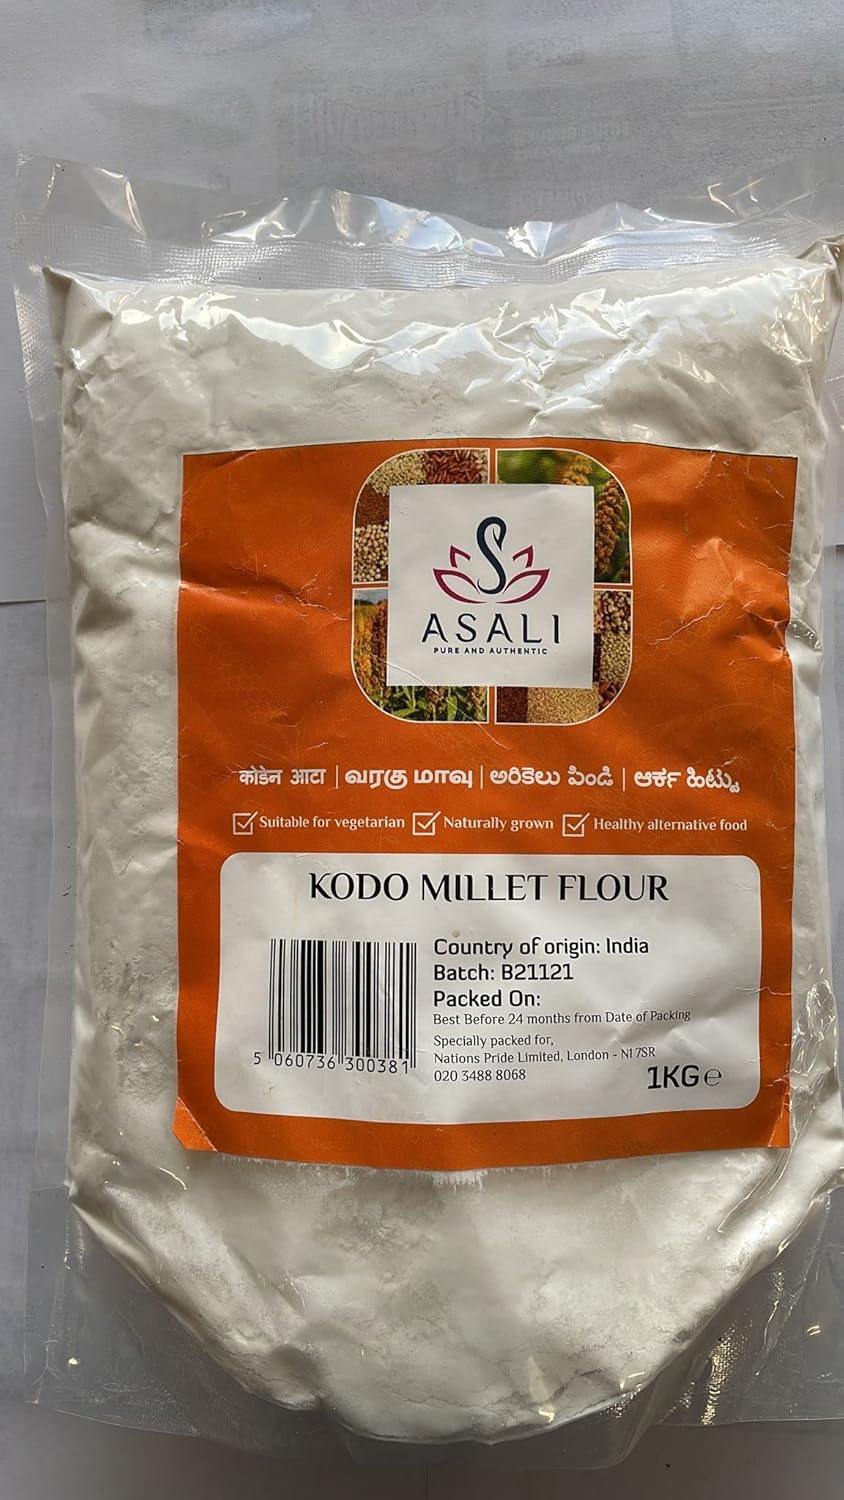 ASALI
PURE AND AUTHENTIC
कोडेन आटा | வரகு மாவு | అరికెలు పిండి | ಆರ್ಕ ಹಿಟ್ಟು
Suitable for vegetarian Naturally grown Healthy alternative food
KODO MILLET FLOUR
Country of origin: India
Batch: B21121
Packed On:
Best Before 24 months from Date of Packing
Specially packed for,
Nations Pride Limited, London - N1 7SR
020 3488 8068
1KG℮
5 060736 300381